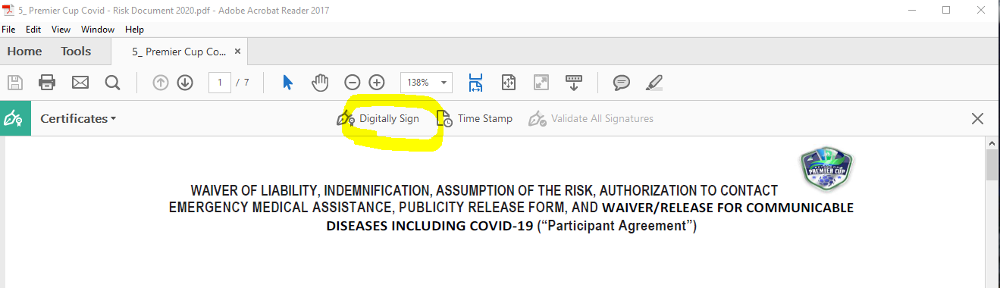 5_ Premier Cup Covid - Risk Document 2020.pdf - Adobe Acrobat Reader 2017
File Edit View Window Help
Home Tools 5_ Premier Cup Co... ×
1 / 7 138%
Certificates Digitally Sign Time Stamp Validate All Signatures
PREMIER CUP
WAIVER OF LIABILITY, INDEMNIFICATION, ASSUMPTION OF THE RISK, AUTHORIZATION TO CONTACT
EMERGENCY MEDICAL ASSISTANCE, PUBLICITY RELEASE FORM, AND WAIVER/RELEASE FOR COMMUNICABLE
DISEASES INCLUDING COVID-19 (“Participant Agreement”)